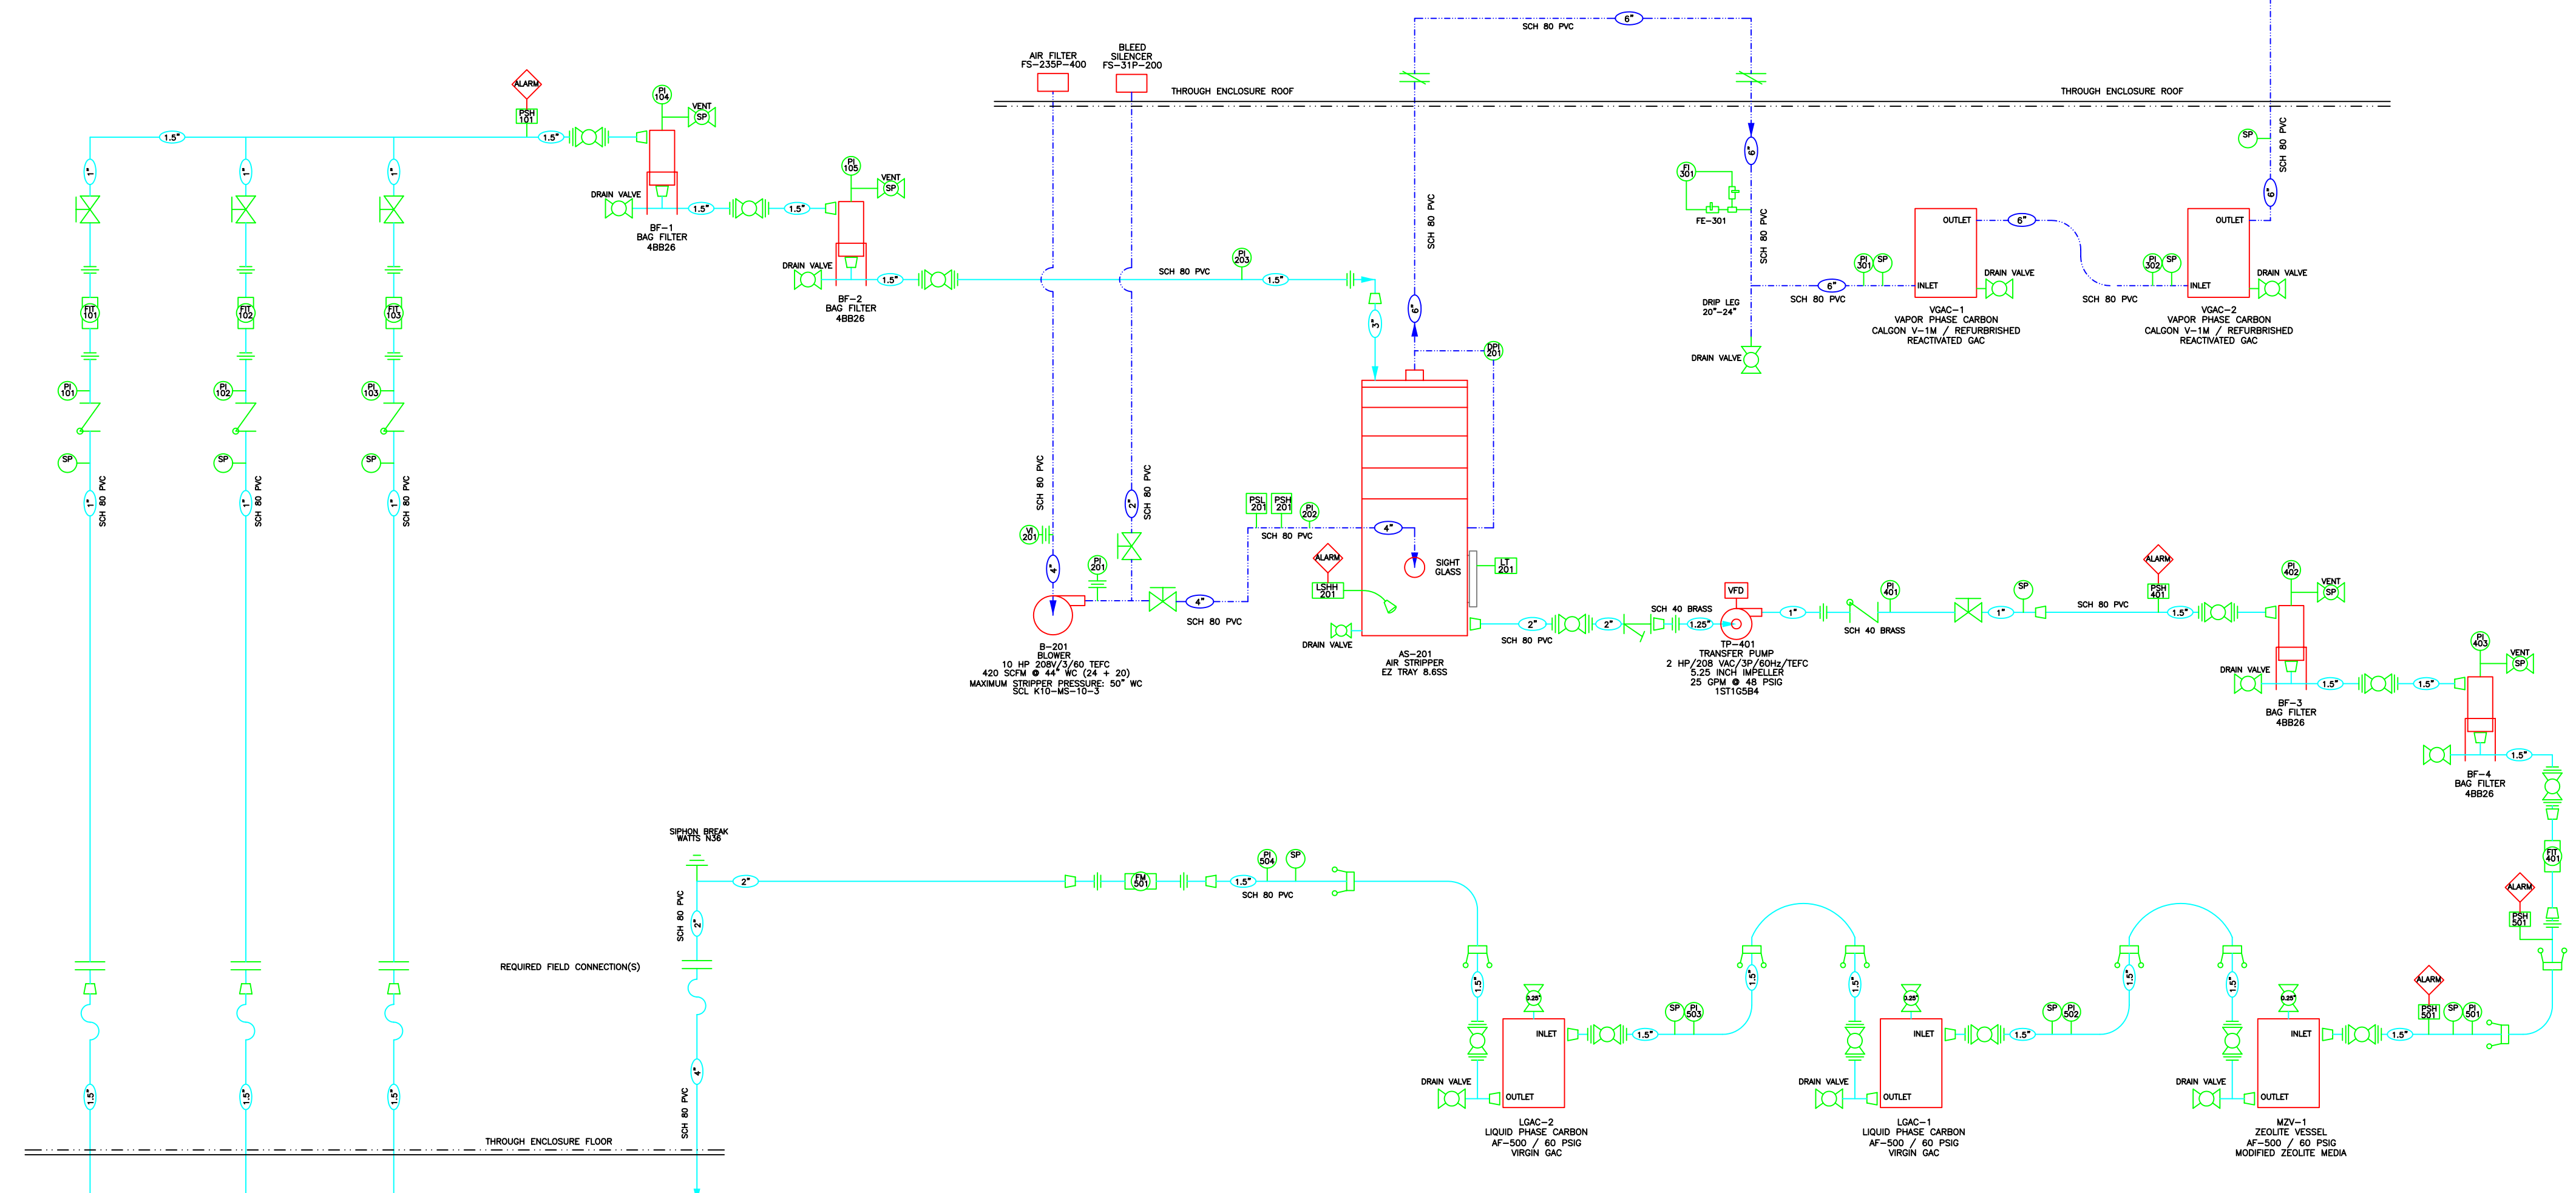 6"
SCH 80 PVC
AIR FILTER
FS-235P-400
BLEED
SILENCER
FS-31P-200
THROUGH ENCLOSURE ROOF
THROUGH ENCLOSURE ROOF
ALARM
PSH
101
PI
104
VENT
SP
1.5"
1.5"
1"
1"
1"
DRAIN VALVE
1.5"
1.5"
BF-1
BAG FILTER
4BB26
PI
105
VENT
SP
DRAIN VALVE
1.5"
BF-2
BAG FILTER
4BB26
SCH 80 PVC
PI
203
1.5"
3"
SCH 80 PVC
6"
6"
FI
301
FE-301
SCH 80 PVC
DRIP LEG
20"-24"
DRAIN VALVE
6"
SCH 80 PVC
PI
301
SP
OUTLET
INLET
DRAIN VALVE
VGAC-1
VAPOR PHASE CARBON
CALGON V-1M / REFURBRISHED
REACTIVATED GAC
6"
SCH 80 PVC
PI
302
SP
OUTLET
INLET
DRAIN VALVE
VGAC-2
VAPOR PHASE CARBON
CALGON V-1M / REFURBRISHED
REACTIVATED GAC
SP
SCH 80 PVC
6"
FIT
101
FIT
102
FIT
103
PI
101
PI
102
PI
103
SP
SP
SP
1"
SCH 80 PVC
1"
SCH 80 PVC
1"
SCH 80 PVC
DPI
201
SCH 80 PVC
2"
SCH 80 PVC
VI
201
4"
PI
201
B-201
BLOWER
10 HP 208V/3/60 TEFC
420 SCFM @ 44" WC (24 + 20)
MAXIMUM STRIPPER PRESSURE: 50" WC
SCL K10-MS-10-3
4"
SCH 80 PVC
PSL
201
PSH
201
PI
202
SCH 80 PVC
4"
ALARM
LSHH
201
SIGHT
GLASS
LT
201
DRAIN VALVE
AS-201
AIR STRIPPER
EZ TRAY 8.6SS
2"
SCH 80 PVC
2"
SCH 40 BRASS
1.25"
VFD
TP-401
TRANSFER PUMP
2 HP/208 VAC/3P/60Hz/TEFC
5.25 INCH IMPELLER
25 GPM @ 48 PSIG
1ST1G5B4
1"
SCH 40 BRASS
PI
401
1"
SP
SCH 80 PVC
ALARM
PSH
401
1.5"
PI
402
VENT
SP
DRAIN VALVE
1.5"
1.5"
BF-3
BAG FILTER
4BB26
PI
403
VENT
SP
1.5"
BF-4
BAG FILTER
4BB26
FIT
401
ALARM
PSH
501
SIPHON BREAK
WATTS N36
2"
SCH 80 PVC
2"
REQUIRED FIELD CONNECTION(S)
4"
SCH 80 PVC
FM
501
1.5"
SCH 80 PVC
PI
504
SP
1.5"
0.25"
INLET
OUTLET
DRAIN VALVE
LGAC-2
LIQUID PHASE CARBON
AF-500 / 60 PSIG
VIRGIN GAC
1.5"
SP
PI
503
1.5"
1.5"
0.25"
INLET
OUTLET
DRAIN VALVE
LGAC-1
LIQUID PHASE CARBON
AF-500 / 60 PSIG
VIRGIN GAC
1.5"
SP
PI
502
1.5"
1.5"
0.25"
INLET
OUTLET
DRAIN VALVE
MZV-1
ZEOLITE VESSEL
AF-500 / 60 PSIG
MODIFIED ZEOLITE MEDIA
1.5"
ALARM
PSH
501
SP
PI
501
1.5"
1.5"
1.5"
THROUGH ENCLOSURE FLOOR